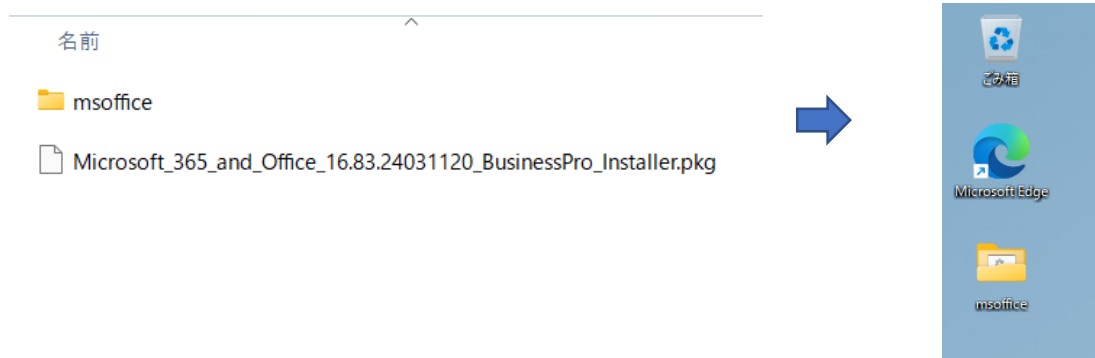 名前
msoffice
Microsoft_365_and_Office_16.83.24031120_BusinessPro_Installer.pkg
ごみ箱
Microsoft Edge
msoffice